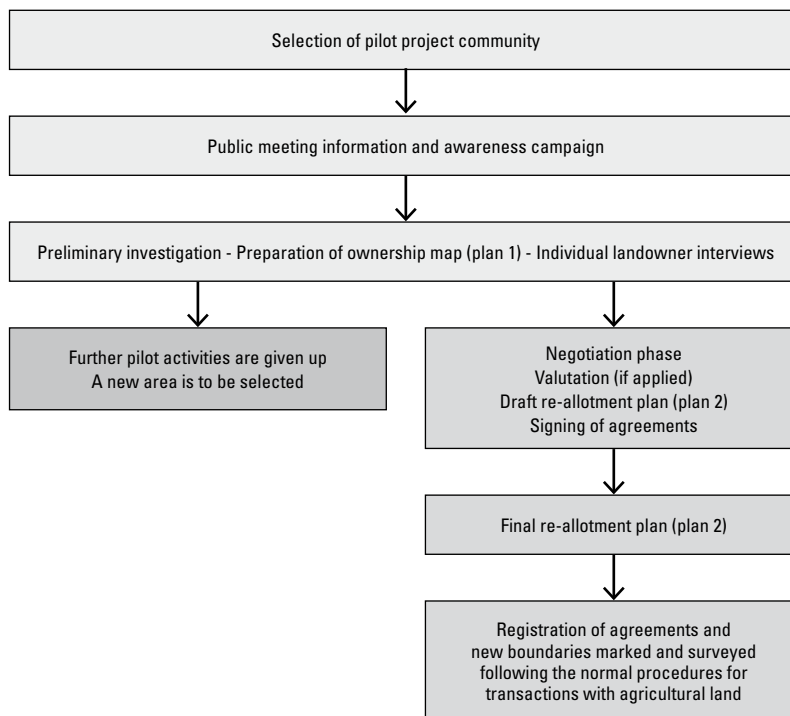 Selection of pilot project community
Public meeting information and awareness campaign
Preliminary investigation - Preparation of ownership map (plan 1) - Individual landowner interviews
Further pilot activities are given up
A new area is to be selected
Negotiation phase
Valutation (if applied)
Draft re-allotment plan (plan 2)
Signing of agreements
Final re-allotment plan (plan 2)
Registration of agreements and
new boundaries marked and surveyed
following the normal procedures for
transactions with agricultural land